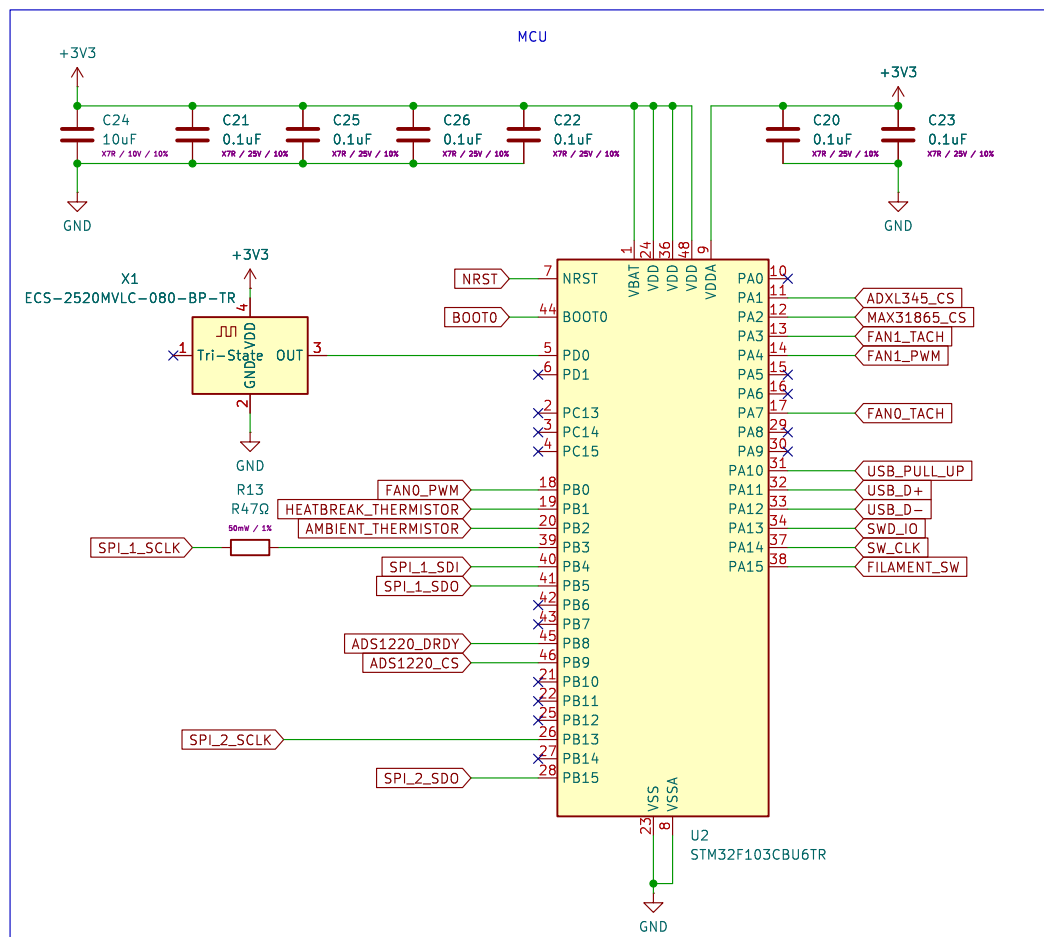 MCU
+3V3
+3V3
C24
10uF
X7R / 10V / 10%
C21
0.1uF
X7R / 25V / 10%
C25
0.1uF
X7R / 25V / 10%
C26
0.1uF
X7R / 25V / 10%
C22
0.1uF
X7R / 25V / 10%
C20
0.1uF
X7R / 25V / 10%
C23
0.1uF
X7R / 25V / 10%
GND
GND
+3V3
X1
ECS-2520MVLC-080-BP-TR
4
VDD
1
Tri-State
OUT
3
GND
2
GND
1
24
36
48
9
VBAT
VDD
VDD
VDD
VDDA
NRST
7
NRST
BOOT0
44
BOOT0
5
PD0
6
PD1
2
PC13
3
PC14
4
PC15
FAN0_PWM
18
PB0
HEATBREAK_THERMISTOR
19
PB1
AMBIENT_THERMISTOR
20
PB2
R13
R47Ω
50mW / 1%
SPI_1_SCLK
39
PB3
SPI_1_SDI
40
PB4
SPI_1_SDO
41
PB5
42
PB6
43
PB7
ADS1220_DRDY
45
PB8
ADS1220_CS
46
PB9
21
PB10
22
PB11
25
PB12
SPI_2_SCLK
26
PB13
27
PB14
SPI_2_SDO
28
PB15
PA0
10
PA1
11
ADXL345_CS
PA2
12
MAX31865_CS
PA3
13
FAN1_TACH
PA4
14
FAN1_PWM
PA5
15
PA6
16
PA7
17
FAN0_TACH
PA8
29
PA9
30
PA10
31
USB_PULL_UP
PA11
32
USB_D+
PA12
33
USB_D-
PA13
34
SWD_IO
PA14
37
SW_CLK
PA15
38
FILAMENT_SW
VSS
VSSA
23
8
U2
STM32F103CBU6TR
GND